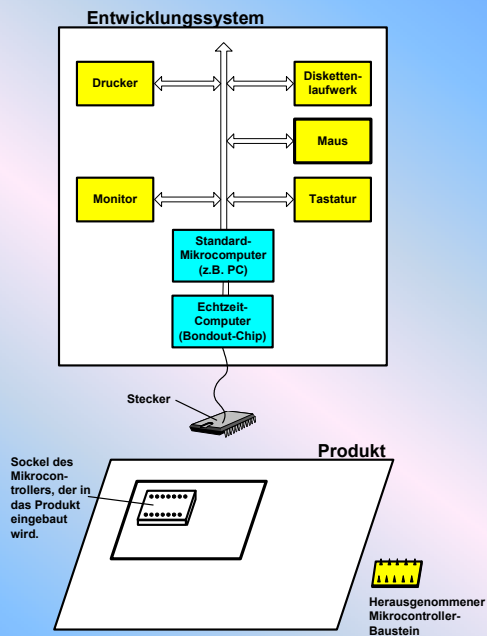 Entwicklungssystem
Drucker
Disketten-
laufwerk
Maus
Monitor
Tastatur
Standard-
Mikrocomputer
(z.B. PC)
Echtzeit-
Computer
(Bondout-Chip)
Stecker
Produkt
Sockel des
Mikrocon-
trollers, der in
das Produkt
eingebaut
wird.
Herausgenommener
Mikrocontroller-
Baustein